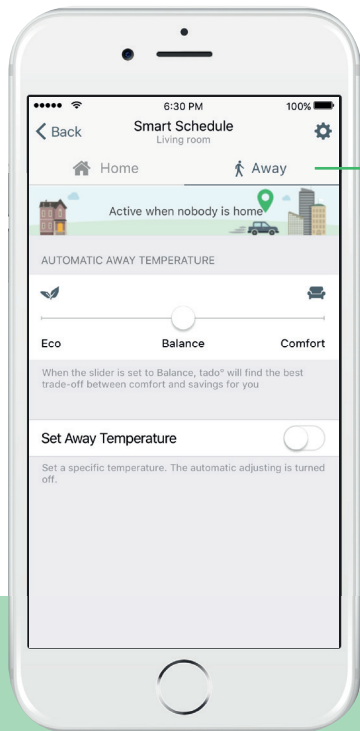 6:30 PM
100%
Back
Smart Schedule
Living room
Home
Away
Active when nobody is home
AUTOMATIC AWAY TEMPERATURE
Eco
Balance
Comfort
When the slider is set to Balance, tado° will find the best
trade-off between comfort and savings for you
Set Away Temperature
Set a specific temperature. The automatic adjusting is turned
off.